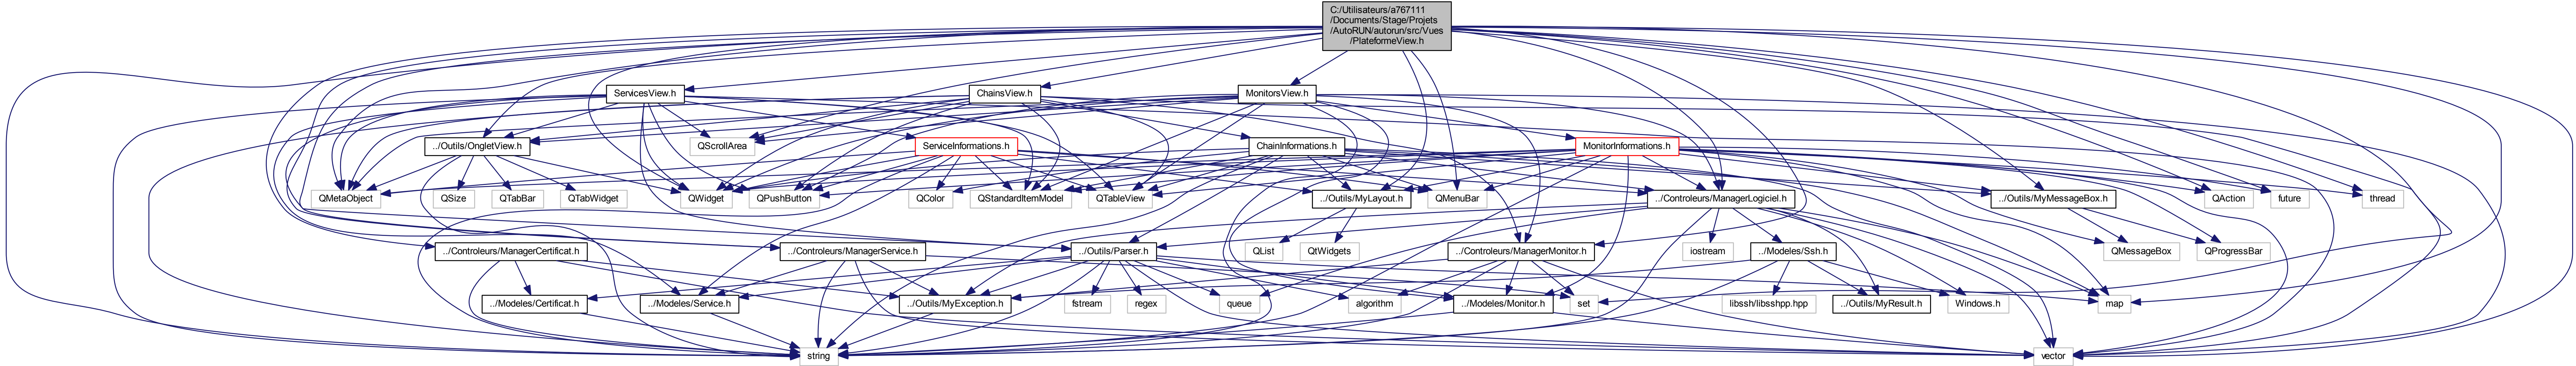 C:/Utilisateurs/a767111
/Documents/Stage/Projets
/AutoRUN/autorun/src/Vues
/PlateformeView.h
ServicesView.h
ChainsView.h
MonitorsView.h
../Outils/OngletView.h
QScrollArea
ServiceInformations.h
ChainInformations.h
MonitorInformations.h
QMetaObject
QSize
QTabBar
QTabWidget
QWidget
QPushButton
QColor
QStandardItemModel
QTableView
../Outils/MyLayout.h
QMenuBar
../Controleurs/ManagerLogiciel.h
../Outils/MyMessageBox.h
QAction
future
thread
../Controleurs/ManagerCertificat.h
../Controleurs/ManagerService.h
../Outils/Parser.h
QList
QtWidgets
../Controleurs/ManagerMonitor.h
iostream
../Modeles/Ssh.h
QMessageBox
QProgressBar
../Modeles/Certificat.h
../Modeles/Service.h
../Outils/MyException.h
fstream
regex
queue
algorithm
../Modeles/Monitor.h
set
libssh/libsshpp.hpp
../Outils/MyResult.h
Windows.h
map
string
vector